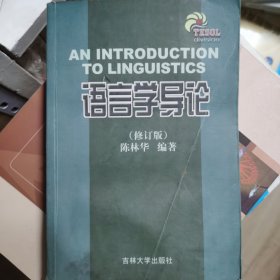 TXSOL
AN INTRODUCTION
TO LINGUISTICS
语言学导论
(修订版)
陈林华 编著
吉林大学出版社